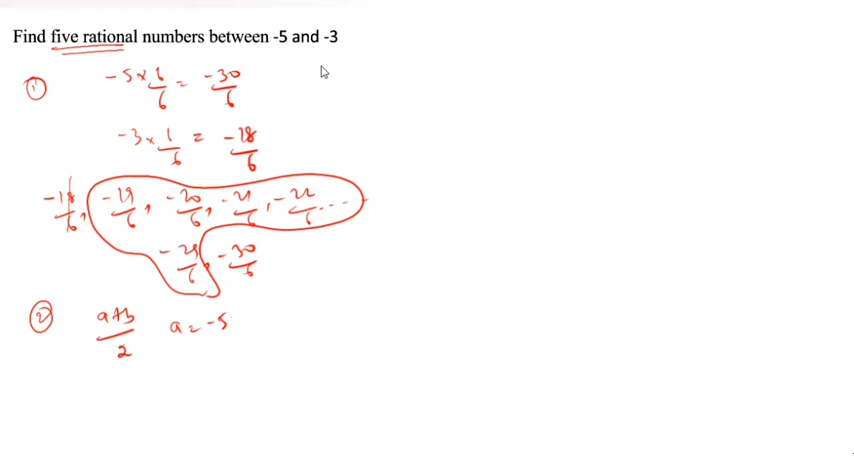 Find five rational numbers between -5 and -3
① -5 × 6/6 = -30/6
-3 × 6/6 = -18/6
-18/6, -19/6, -20/6, -21/6, -22/6 ...
-29/6, -30/6
② a+b/2 a = -5